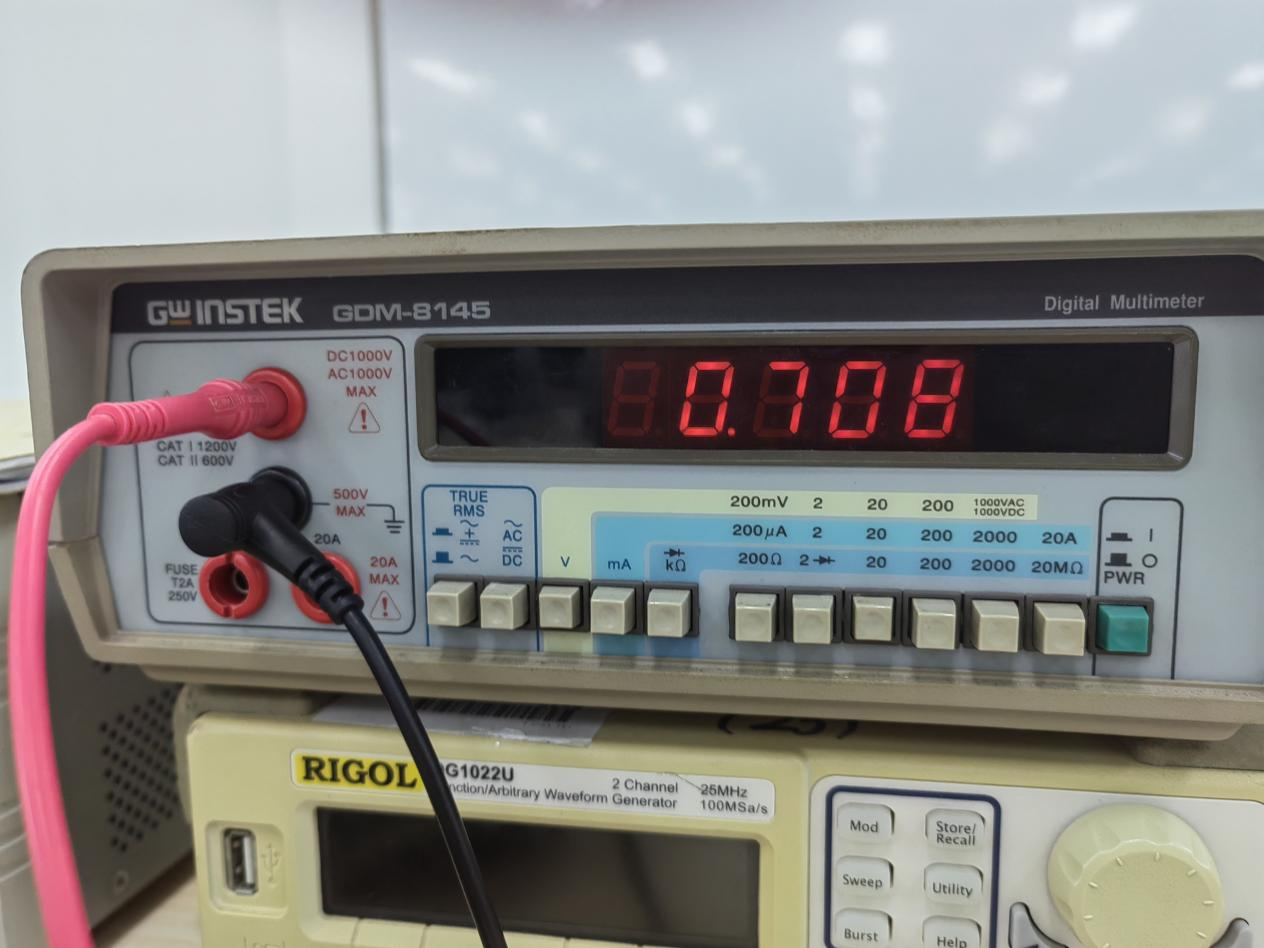 GWINSTEK GDM-8145
Digital Multimeter
DC1000V
AC1000V
MAX
CAT I 1200V
CAT II 600V
500V
MAX
20A
20A
MAX
FUSE
T2A
250V
0.708
TRUE
RMS
AC
DC
V
mA
kΩ
200mV 2 20 200 1000VAC
1000VDC
200μA 2 20 200 2000 20A
200Ω 2 20 200 2000 20MΩ
PWR
RIGOL G1022U
2 Channel 25MHz
Arbitrary Waveform Generator 100MSa/s
Mod
Store/
Recall
Sweep
Utility
Burst
Help